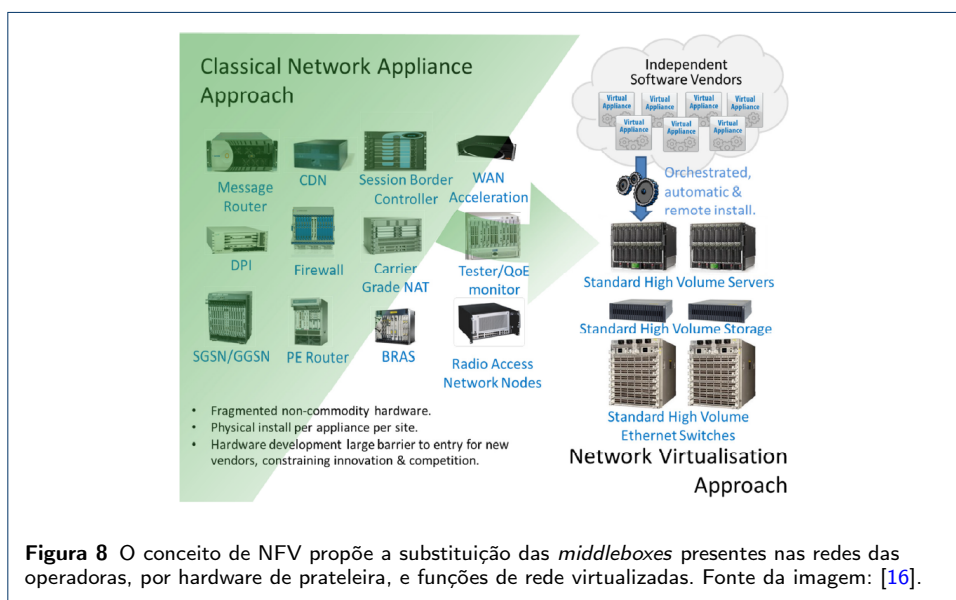 Classical Network Appliance
Approach
Message
Router
CDN
Session Border
Controller
WAN
Acceleration
DPI
Firewall
Carrier
Grade NAT
Tester/QoE
monitor
SGSN/GGSN
PE Router
BRAS
Radio Access
Network Nodes
• Fragmented non-commodity hardware.
• Physical install per appliance per site.
• Hardware development large barrier to entry for new
vendors, constraining innovation & competition.
Independent
Software Vendors
Virtual
Appliance
Virtual
Appliance
Virtual
Appliance
Virtual
Appliance
Virtual
Appliance
Virtual
Appliance
Virtual
Appliance
Orchestrated,
automatic &
remote install.
Standard High Volume Servers
Standard High Volume Storage
Standard High Volume
Ethernet Switches
Network Virtualisation
Approach
Figura 8 O conceito de NFV propõe a substituição das middleboxes presentes nas redes das
operadoras, por hardware de prateleira, e funções de rede virtualizadas. Fonte da imagem: [16].